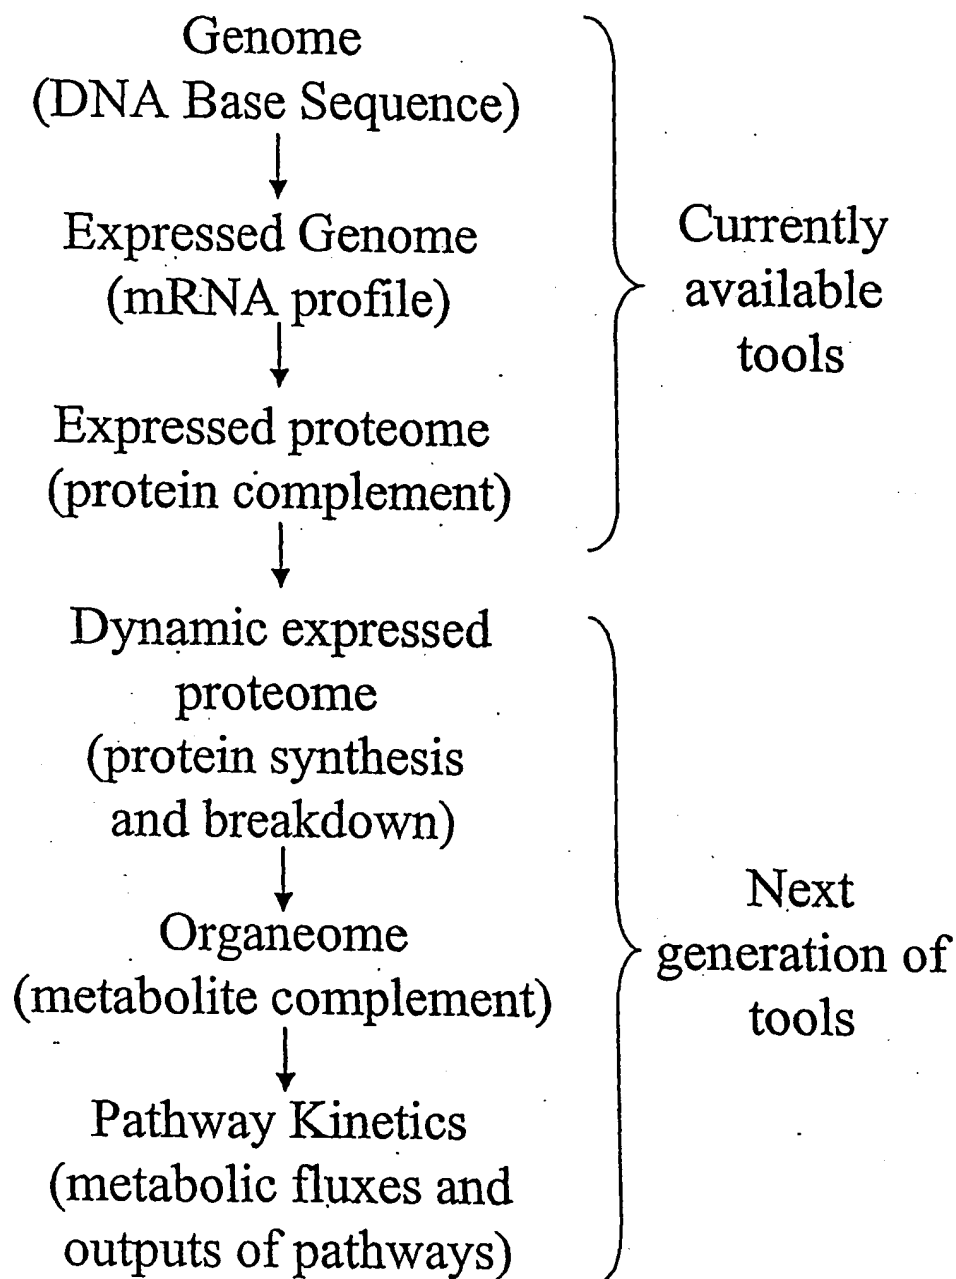 Genome
(DNA Base Sequence)
Expressed Genome
(mRNA profile)
Expressed proteome
(protein complement)
Currently
available
tools
Dynamic expressed
proteome
(protein synthesis
and breakdown)
Organeome
(metabolite complement)
Pathway Kinetics
(metabolic fluxes and
outputs of pathways)
Next
generation of
tools